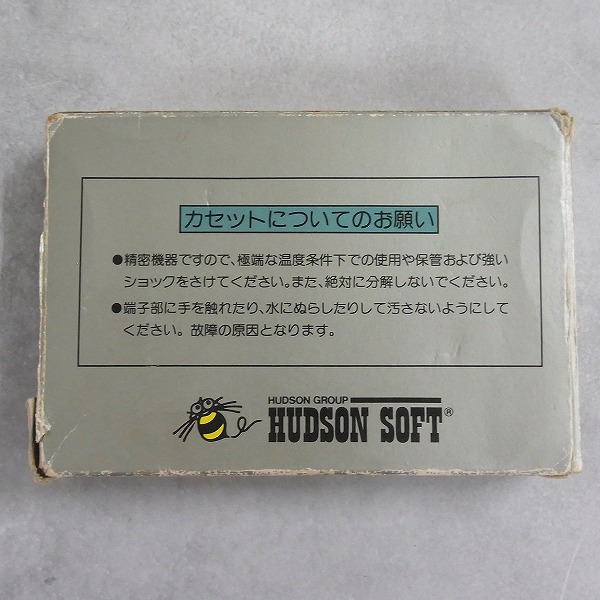 カセットについてのお願い
●精密機器ですので、極端な温度条件下での使用や保管および強い
ショックをさけてください。また、絶対に分解しないでください。
●端子部に手を触れたり、水にぬらしたりして汚さないようにして
ください。故障の原因となります。
HUDSON GROUP
HUDSON SOFT®